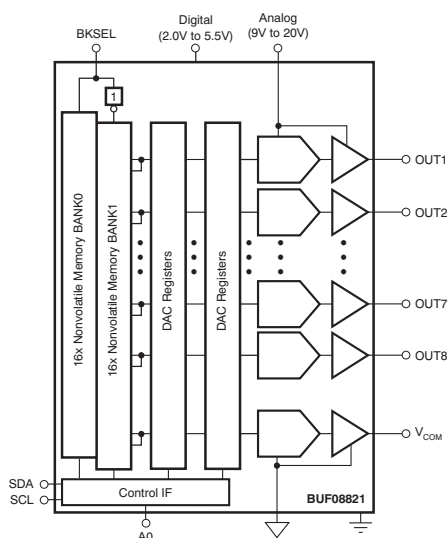 BKSEL
Digital
(2.0V to 5.5V)
Analog
(9V to 20V)
1
16x Nonvolatile Memory BANK0
16x Nonvolatile Memory BANK1
DAC Registers
DAC Registers
OUT1
OUT2
OUT7
OUT8
VCOM
SDA
SCL
Control IF
BUF08821
A0